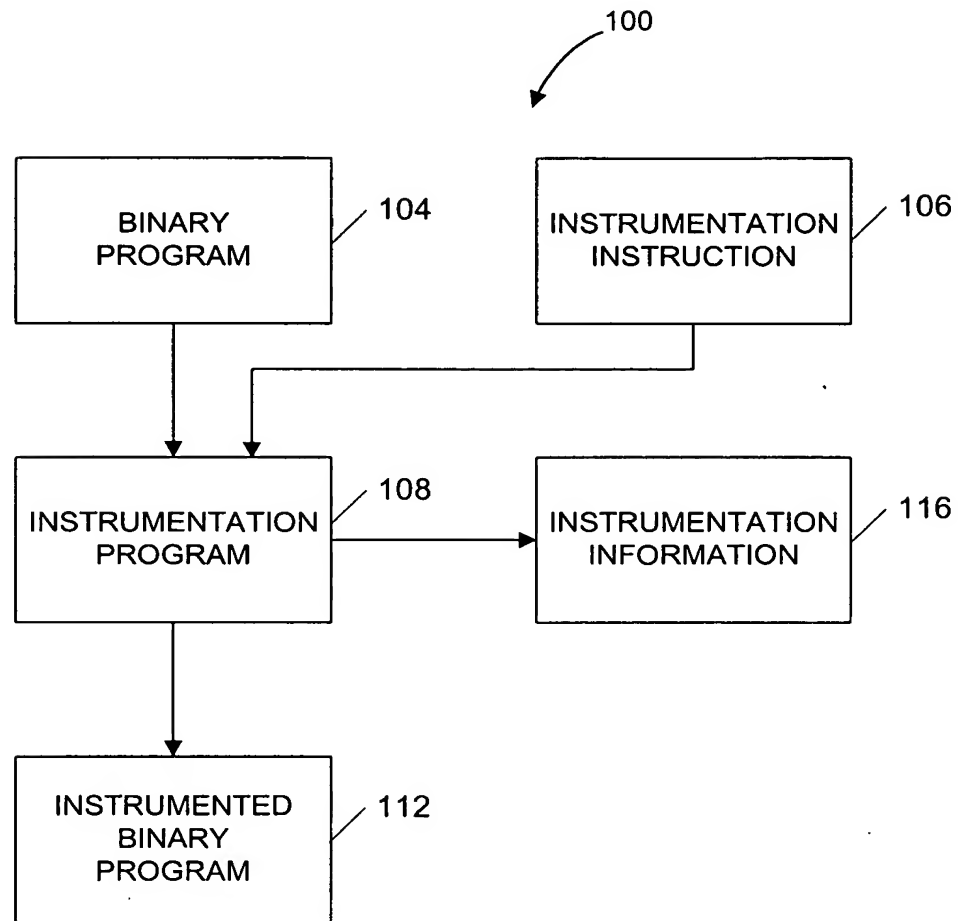 100
BINARY
PROGRAM
104
INSTRUMENTATION
INSTRUCTION
106
INSTRUMENTATION
PROGRAM
108
INSTRUMENTATION
INFORMATION
116
INSTRUMENTED
BINARY
PROGRAM
112